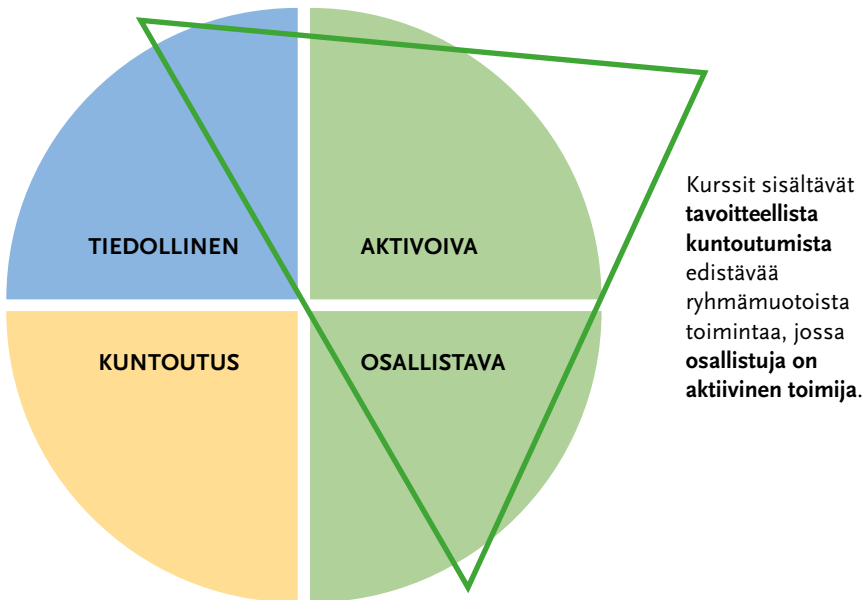 TIEDOLLINEN
AKTIVOIVA
KUNTOUTUS
OSALLISTAVA
Kurssit sisältävät
tavoitteellista
kuntoutumista
edistävää
ryhmämuotoista
toimintaa, jossa
osallistuja on
aktiivinen toimija.